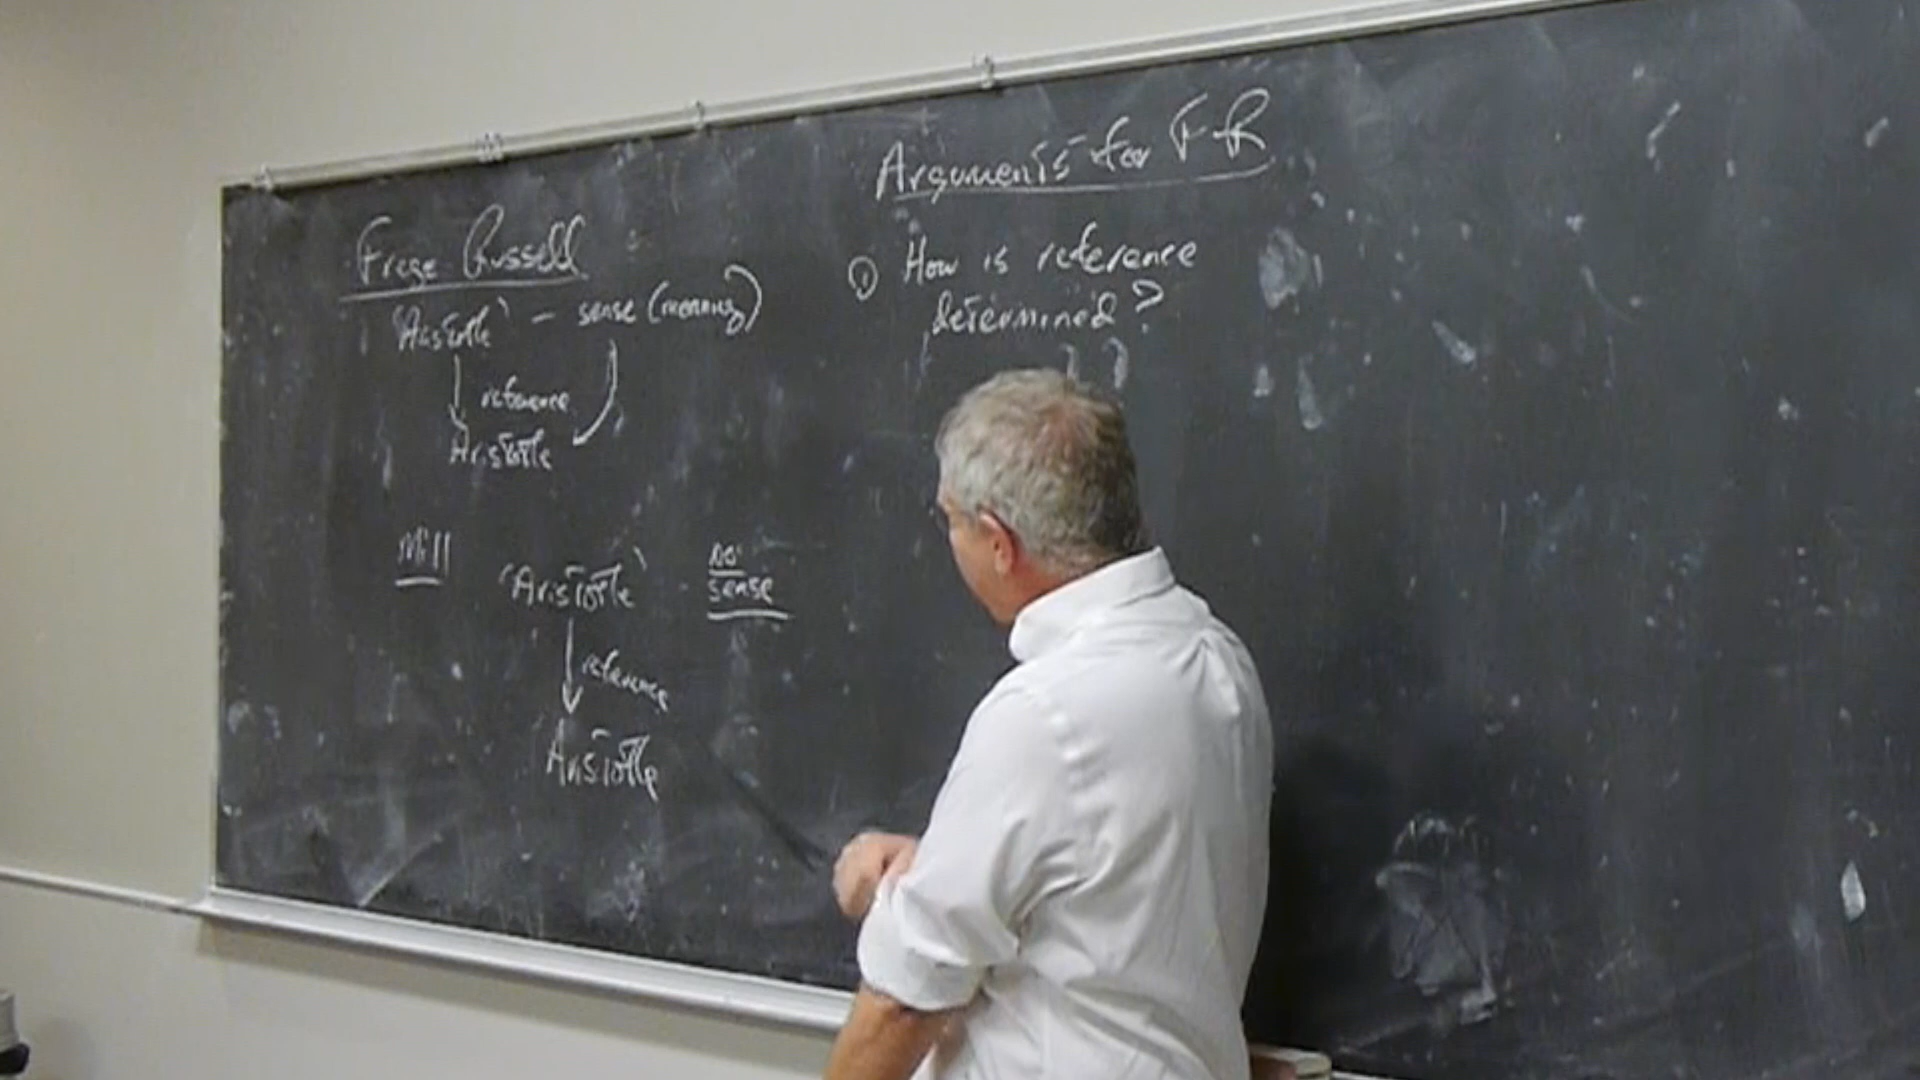 Frege Russell
'Aristotle' – sense (meaning)
reference
Aristotle
Mill
'Aristotle' - no sense
reference
Aristotle
Arguments for F-R
① How is reference
determined?